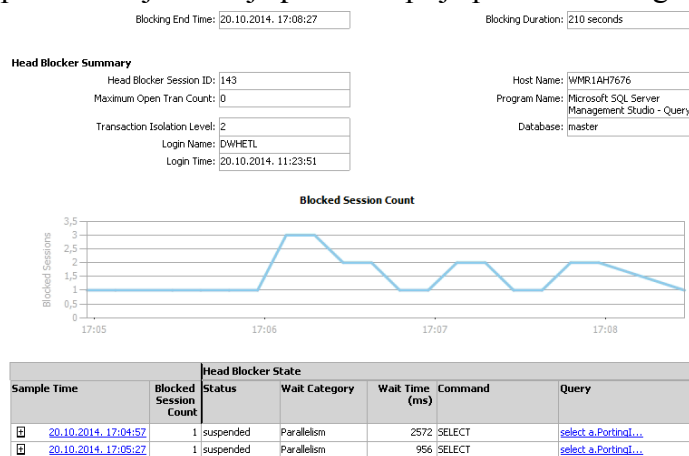 Blocking End Time: 20.10.2014. 17:08:27 Blocking Duration: 210 seconds
Head Blocker Summary
Head Blocker Session ID: 143 Host Name: WMR1AH7676
Maximum Open Tran Count: 0 Program Name: Microsoft SQL Server
Management Studio - Query
Transaction Isolation Level: 2 Database: master
Login Name: DWHETL
Login Time: 20.10.2014. 11:23:51
Blocked Session Count
3,5
3
2,5
2
1,5
1
0,5
0
Blocked Sessions
17:05 17:06 17:07 17:08
Head Blocker State
Sample Time Blocked Status Wait Category Wait Time Command Query
Session (ms)
Count
20.10.2014. 17:04:57 1 suspended Parallelism 2572 SELECT select a.PortingI...
20.10.2014. 17:05:27 1 suspended Parallelism 956 SELECT select a.PortingI...